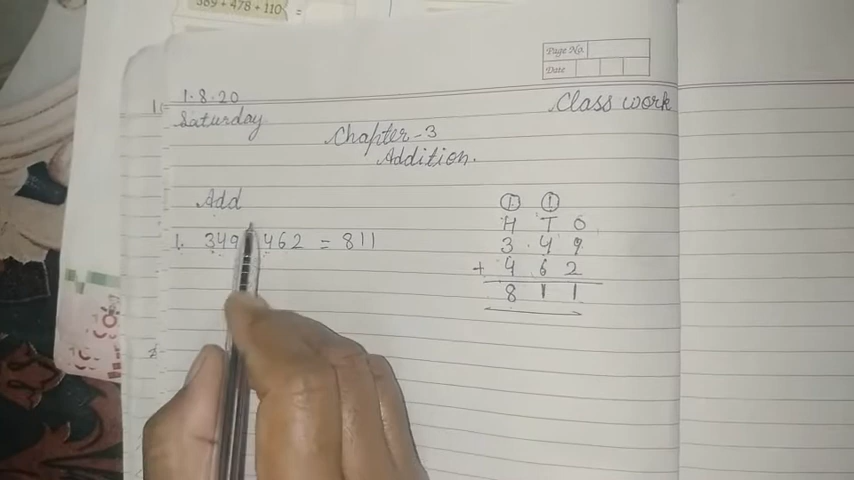 389 + 478 + 110 =
Page No.
Date
1.8.20
Saturday
Class work
Chapter-3
Addition.
Add
1. 349 462 = 811
1 1
H T O
3 4 9
+ 4 6 2
8 1 1